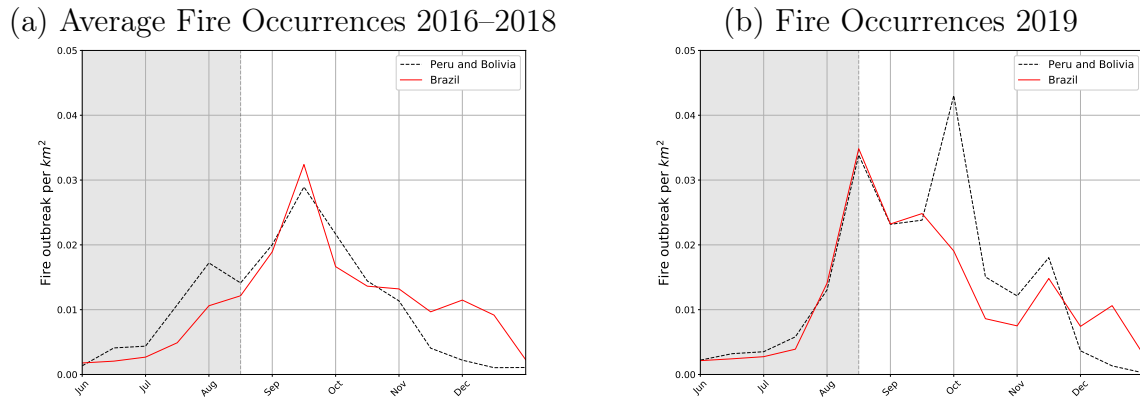 (a) Average Fire Occurrences 2016–2018
0.05
0.04
0.03
0.02
0.01
0.00
Fire outbreak per km²
Peru and Bolivia
Brazil
Jun
Jul
Aug
Sep
Oct
Nov
Dec
(b) Fire Occurrences 2019
0.05
0.04
0.03
0.02
0.01
0.00
Fire outbreak per km²
Peru and Bolivia
Brazil
Jun
Jul
Aug
Sep
Oct
Nov
Dec